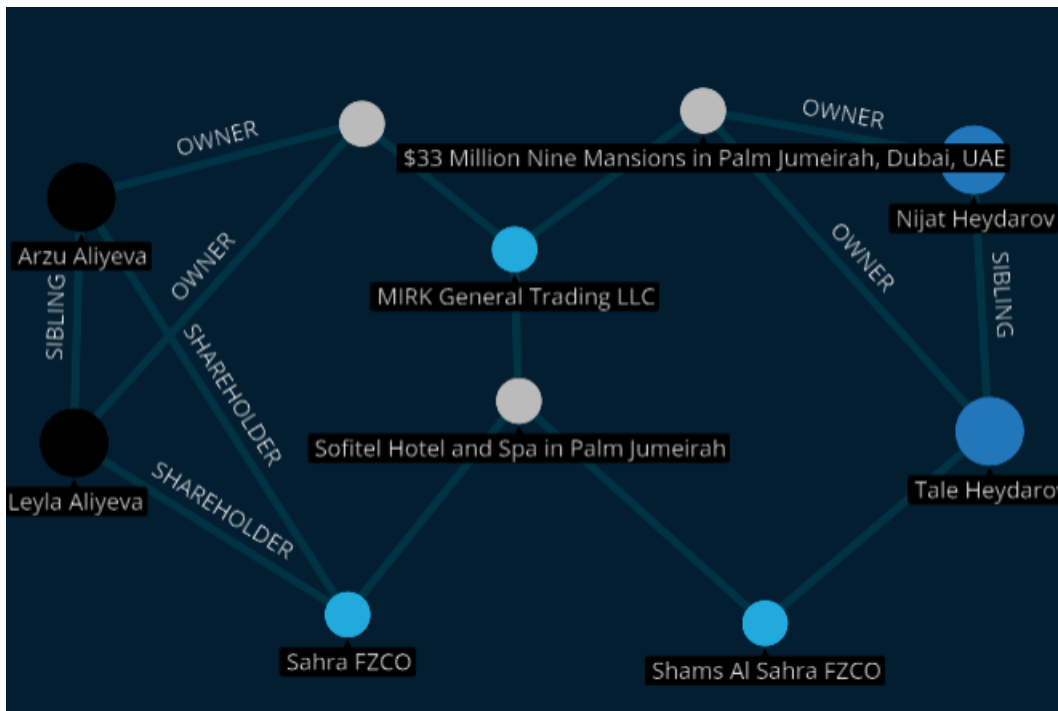 OWNER
OWNER
$33 Million Nine Mansions in Palm Jumeirah, Dubai, UAE
Nijat Heydarov
Arzu Aliyeva
OWNER
OWNER
MIRK General Trading LLC
SIBLING
SIBLING
SHAREHOLDER
Sofitel Hotel and Spa in Palm Jumeirah
Leyla Aliyeva
SHAREHOLDER
Tale Heydarov
Sahra FZCO
Shams Al Sahra FZCO